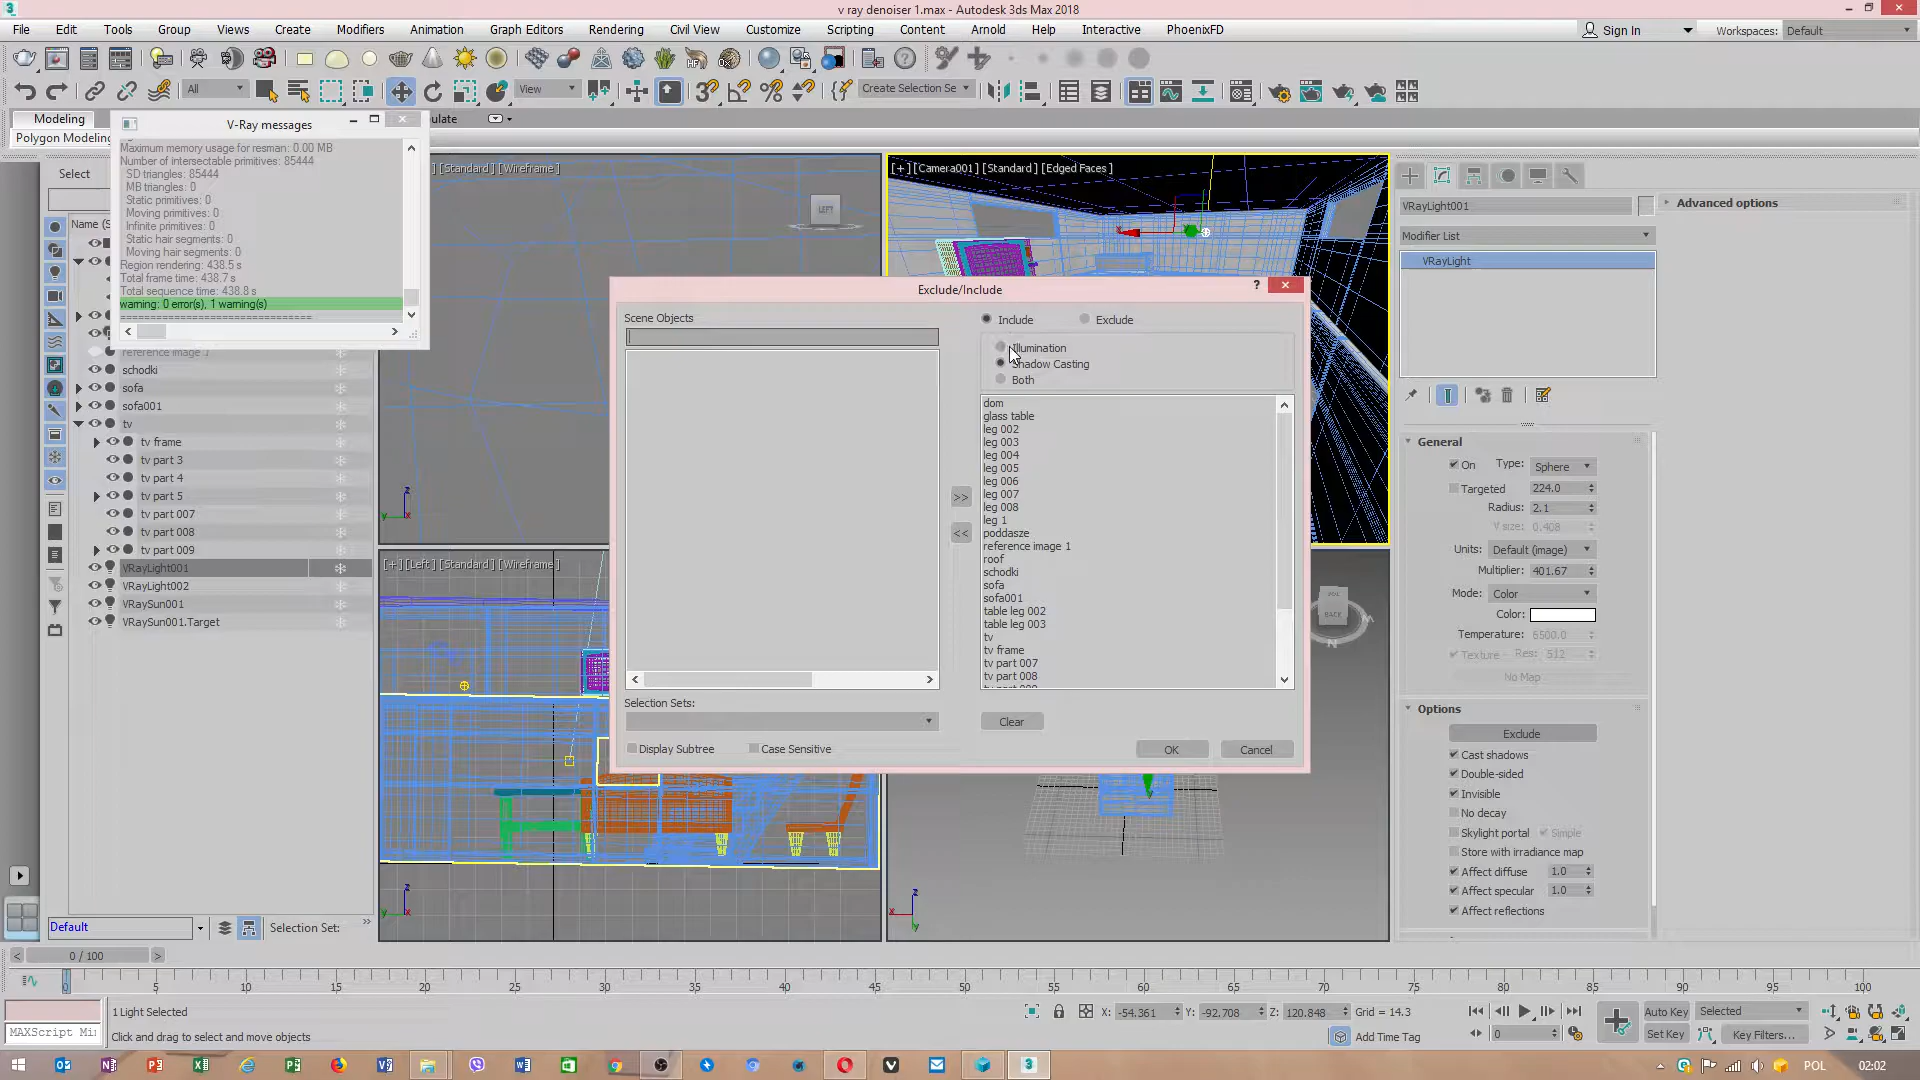 v ray denoiser 1.max - Autodesk 3ds Max 2018
File Edit Tools Group Views Create Modifiers Animation Graph Editors Rendering Civil View Customize Scripting Content Arnold Help Interactive PhoenixFD
Sign In Workspaces: Default
All View Create Selection Se
Modeling
Polygon Modeling
V-Ray messages
Maximum memory usage for resman: 0.00 MB
Number of intersectable primitives: 85444
SD triangles: 85444
MB triangles: 0
Static primitives: 0
Moving primitives: 0
Infinite primitives: 0
Static hair segments: 0
Moving hair segments: 0
Region rendering: 438.5 s
Total frame time: 438.7 s
Total sequence time: 438.8 s
warning: 0 error(s), 1 warning(s)
================================
Select
Name (S
reference image 1
schodki
sofa
sofa001
tv
tv frame
tv part 3
tv part 4
tv part 5
tv part 007
tv part 008
tv part 009
VRayLight001
VRayLight002
VRaySun001
VRaySun001.Target
Default
Selection Set:
[Standard] [Wireframe]
LEFT
[+] [Camera001] [Standard] [Edged Faces]
[+] [Left] [Standard] [Wireframe]
BACK
Exclude/Include
Scene Objects
Include Exclude
Illumination
Shadow Casting
Both
dom
glass table
leg 002
leg 003
leg 004
leg 005
leg 006
leg 007
leg 008
leg 1
poddasze
reference image 1
roof
schodki
sofa
sofa001
table leg 002
table leg 003
tv
tv frame
tv part 007
tv part 008
>>
<<
Selection Sets:
Clear
Display Subtree Case Sensitive
OK Cancel
VRayLight001
Modifier List
VRayLight
Advanced options
General
On Type: Sphere
Targeted 224.0
Radius: 2.1
V size: 0.408
Units: Default (image)
Multiplier: 401.67
Mode: Color
Color:
Temperature: 6500.0
Texture Res: 512
No Map
Options
Exclude
Cast shadows
Double-sided
Invisible
No decay
Skylight portal Simple
Store with irradiance map
Affect diffuse 1.0
Affect specular 1.0
Affect reflections
0 / 100
0 5 10 15 20 25 30 35 40 45 50 55 60 65 70 75 80 85 90 95 100
1 Light Selected
X: -54.361 Y: -92.708 Z: 120.848 Grid = 14.3
Auto Key Selected
MAXScript Mi
Click and drag to select and move objects
Add Time Tag
0
Set Key Key Filters...
POL 02:02